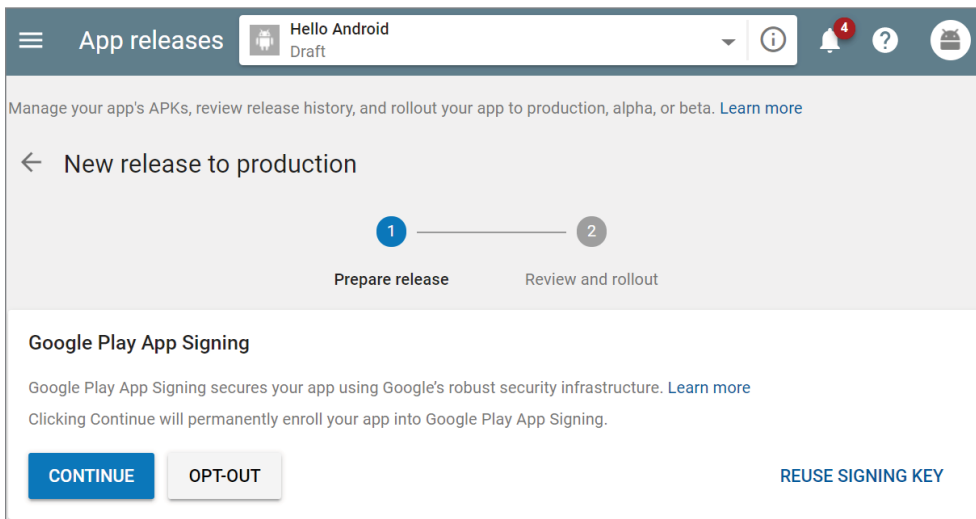 App releases
Hello Android
Draft
4
?
Manage your app's APKs, review release history, and rollout your app to production, alpha, or beta. Learn more
New release to production
1
2
Prepare release
Review and rollout
Google Play App Signing
Google Play App Signing secures your app using Google's robust security infrastructure. Learn more
Clicking Continue will permanently enroll your app into Google Play App Signing.
CONTINUE
OPT-OUT
REUSE SIGNING KEY